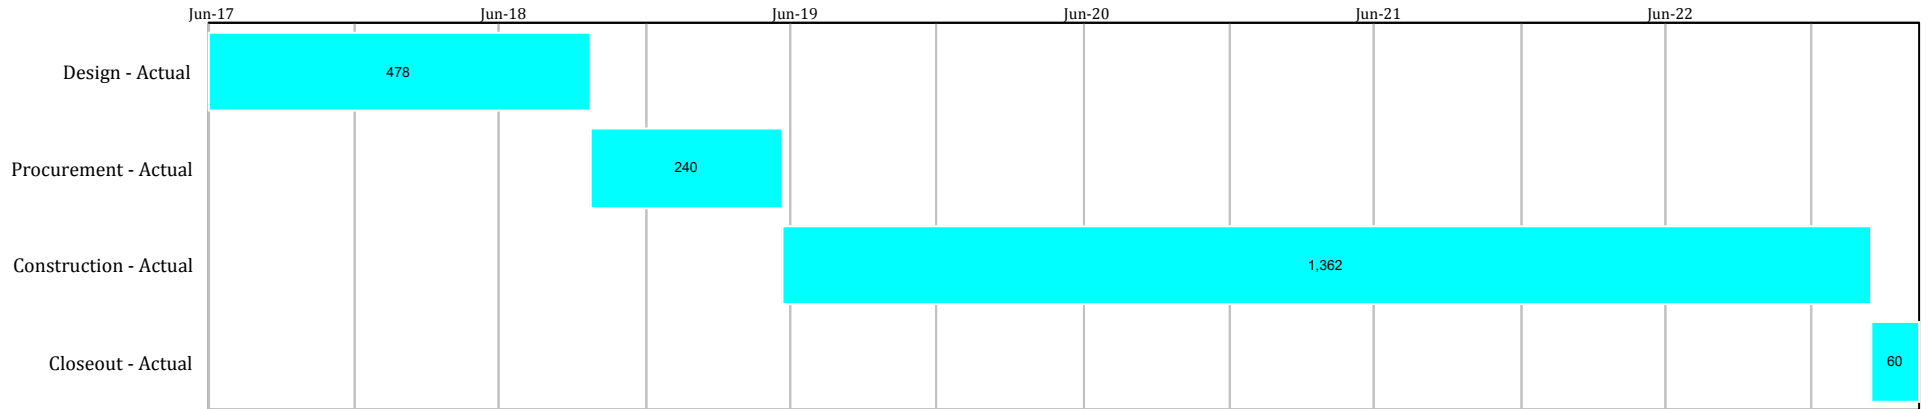 Jun-17 Jun-18 Jun-19 Jun-20 Jun-21 Jun-22
Design - Actual 478
Procurement - Actual 240
Construction - Actual 1,362
Closeout - Actual 60